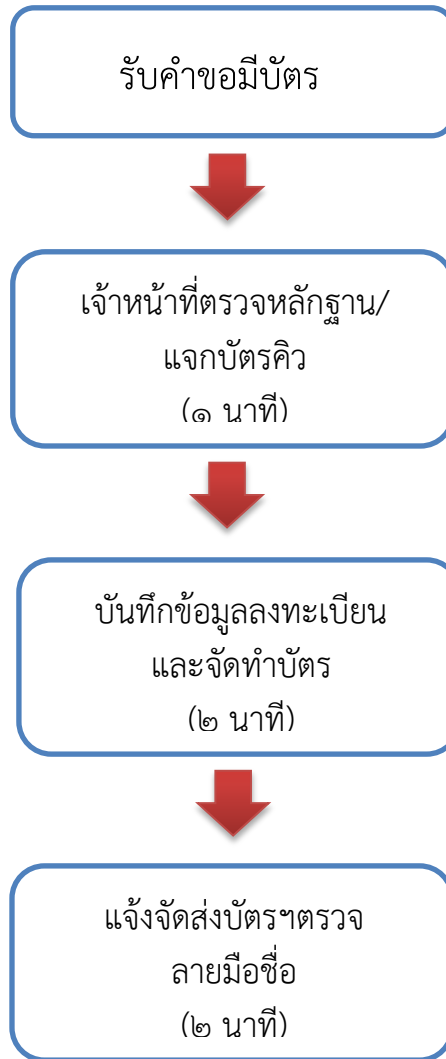 รับคำขอมีบัตร
เจ้าหน้าที่ตรวจหลักฐาน/
แจกบัตรคิว
(๑ นาที)
บันทึกข้อมูลลงทะเบียน
และจัดทำบัตร
(๒ นาที)
แจ้งจัดส่งบัตรฯตรวจ
ลายมือชื่อ
(๒ นาที)